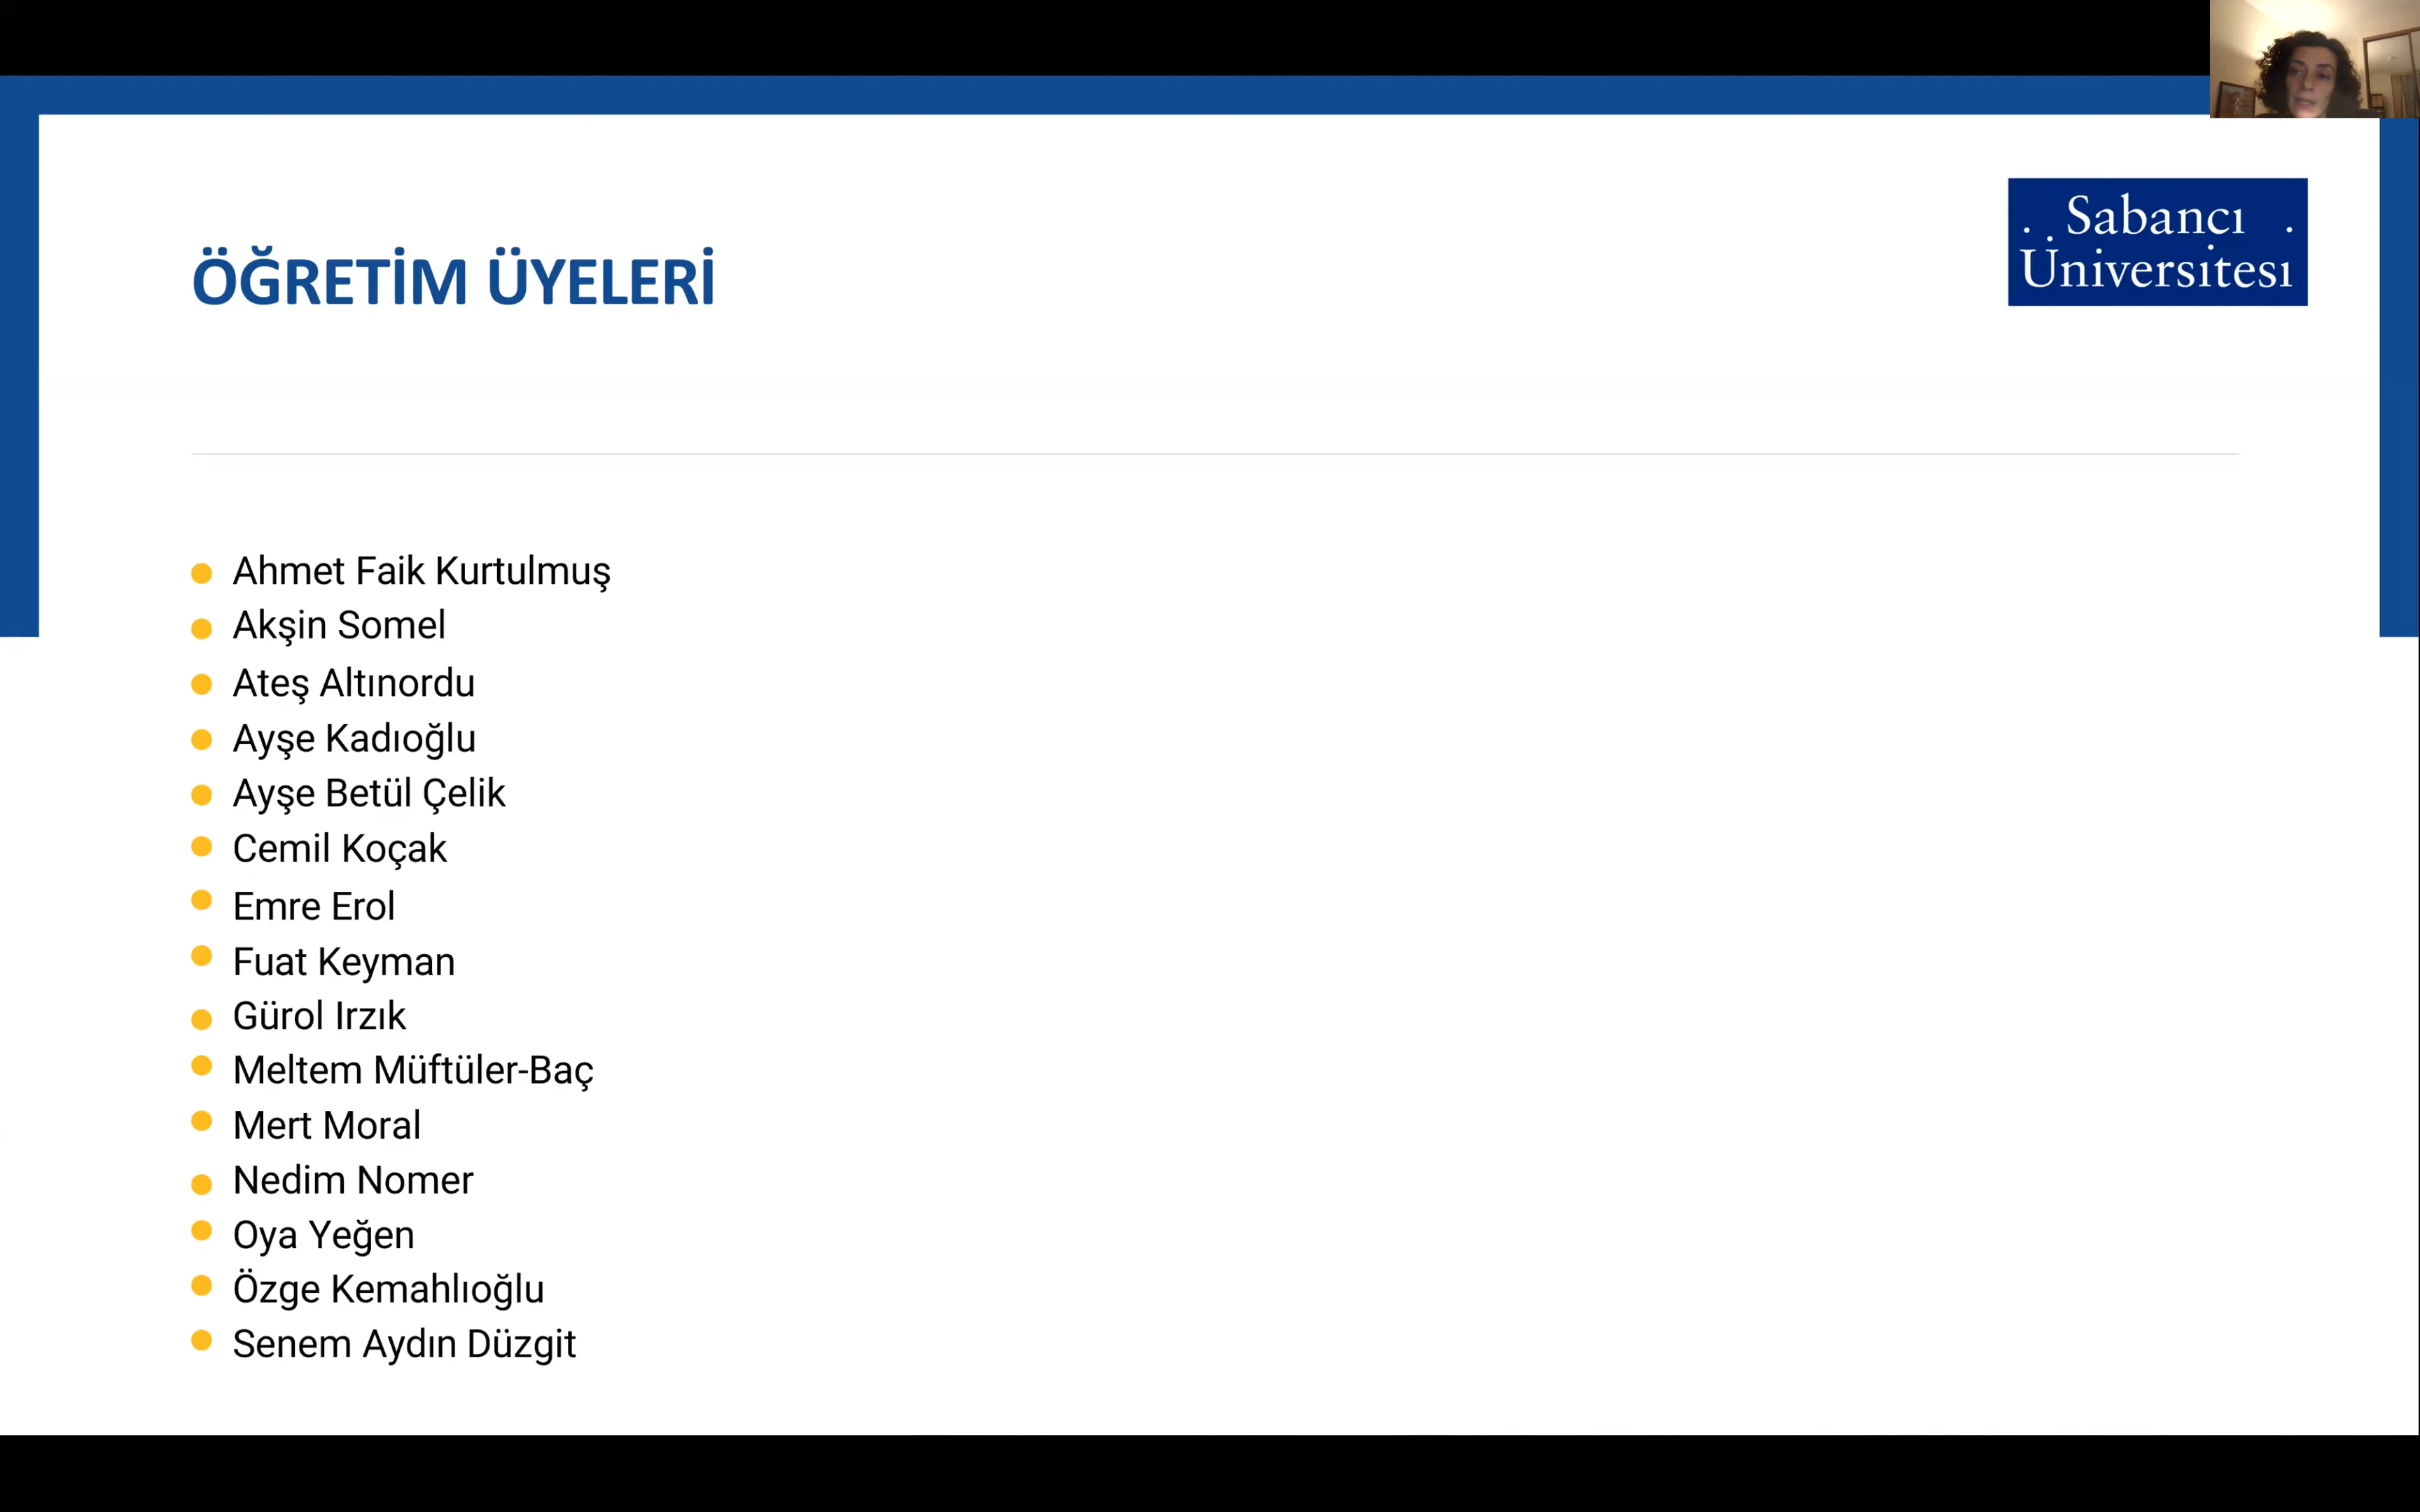 Sabancı
Üniversitesi
ÖĞRETİM ÜYELERİ
Ahmet Faik Kurtulmuş
Akşin Somel
Ateş Altınordu
Ayşe Kadıoğlu
Ayşe Betül Çelik
Cemil Koçak
Emre Erol
Fuat Keyman
Gürol Irzık
Meltem Müftüler-Baç
Mert Moral
Nedim Nomer
Oya Yeğen
Özge Kemahlıoğlu
Senem Aydın Düzgit